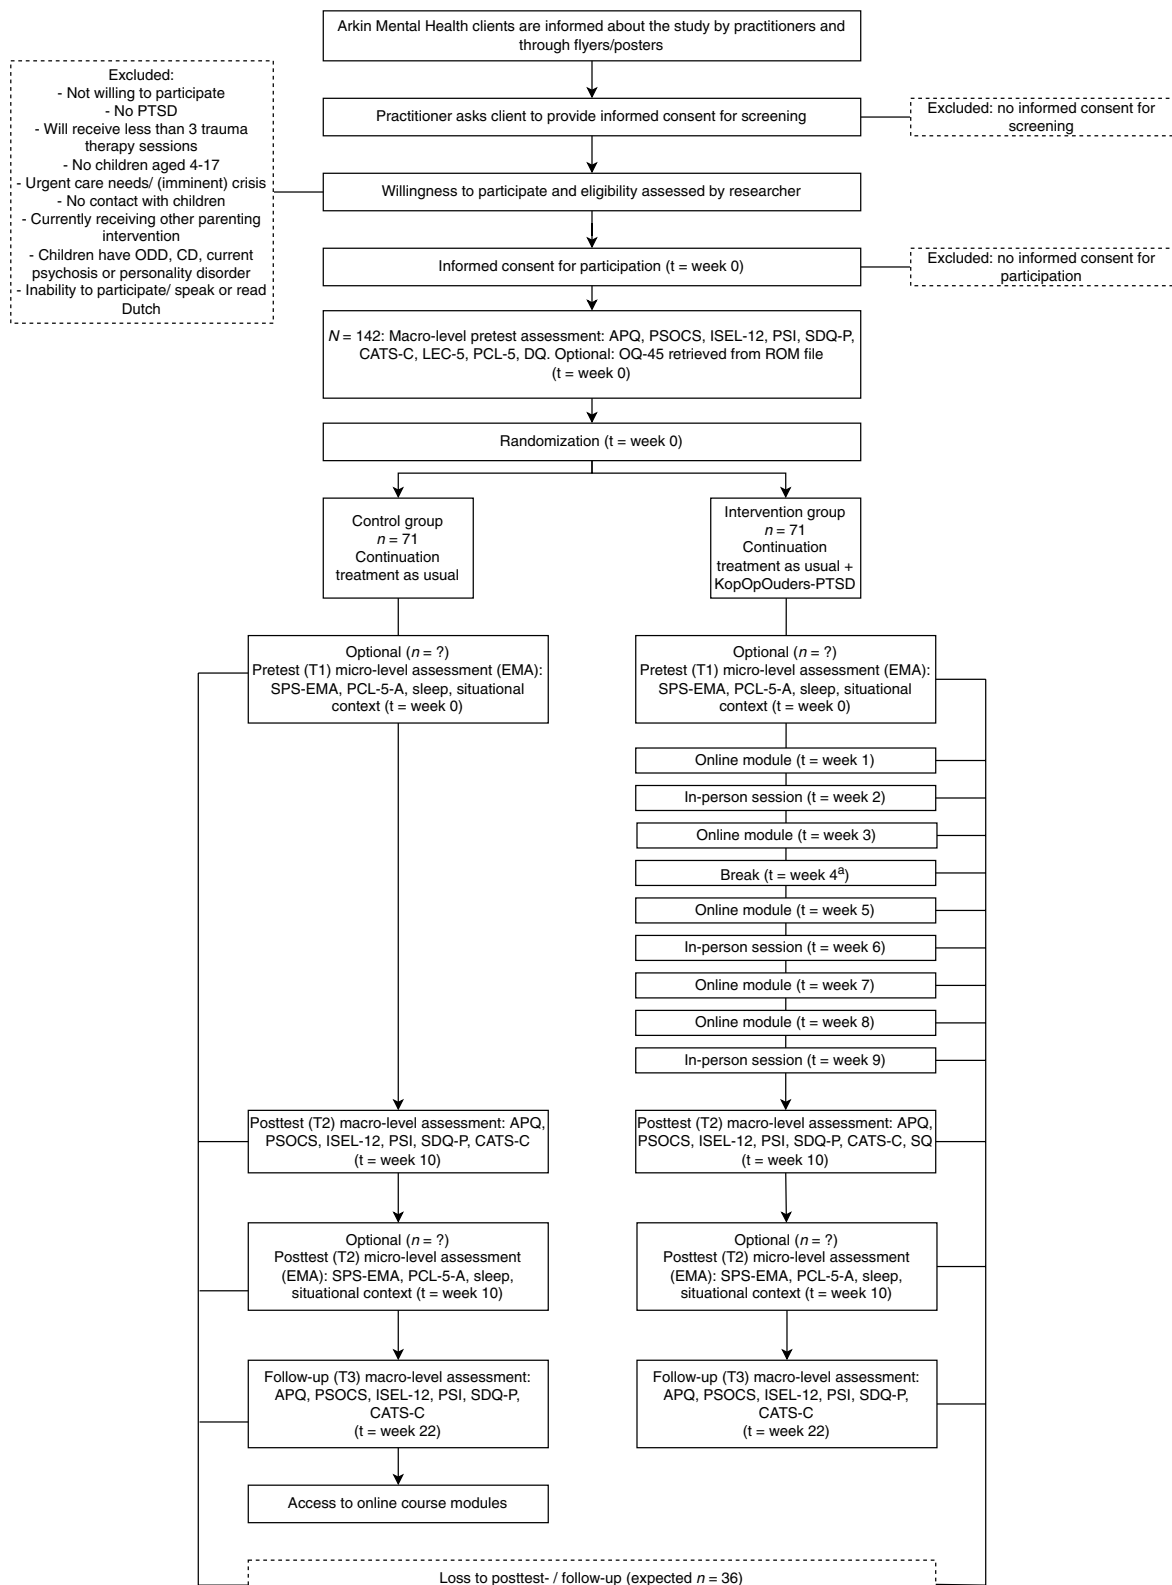 Arkin Mental Health clients are informed about the study by practitioners and
through flyers/posters
Excluded:
- Not willing to participate
- No PTSD
- Will receive less than 3 trauma
therapy sessions
- No children aged 4-17
- Urgent care needs/ (imminent) crisis
- No contact with children
- Currently receiving other parenting
intervention
- Children have ODD, CD, current
psychosis or personality disorder
- Inability to participate/ speak or read
Dutch
Practitioner asks client to provide informed consent for screening
Excluded: no informed consent for
screening
Willingness to participate and eligibility assessed by researcher
Informed consent for participation (t = week 0)
Excluded: no informed consent for
participation
N = 142: Macro-level pretest assessment: APQ, PSOCS, ISEL-12, PSI, SDQ-P,
CATS-C, LEC-5, PCL-5, DQ. Optional: OQ-45 retrieved from ROM file
(t = week 0)
Randomization (t = week 0)
Control group
n = 71
Continuation
treatment as usual
Intervention group
n = 71
Continuation
treatment as usual +
KopOpOuders-PTSD
Optional (n = ?)
Pretest (T1) micro-level assessment (EMA):
SPS-EMA, PCL-5-A, sleep, situational
context (t = week 0)
Optional (n = ?)
Pretest (T1) micro-level assessment (EMA):
SPS-EMA, PCL-5-A, sleep, situational
context (t = week 0)
Online module (t = week 1)
In-person session (t = week 2)
Online module (t = week 3)
Break (t = week 4a)
Online module (t = week 5)
In-person session (t = week 6)
Online module (t = week 7)
Online module (t = week 8)
In-person session (t = week 9)
Posttest (T2) macro-level assessment: APQ,
PSOCS, ISEL-12, PSI, SDQ-P, CATS-C
(t = week 10)
Posttest (T2) macro-level assessment: APQ,
PSOCS, ISEL-12, PSI, SDQ-P, CATS-C, SQ
(t = week 10)
Optional (n = ?)
Posttest (T2) micro-level assessment
(EMA): SPS-EMA, PCL-5-A, sleep,
situational context (t = week 10)
Optional (n = ?)
Posttest (T2) micro-level assessment
(EMA): SPS-EMA, PCL-5-A, sleep,
situational context (t = week 10)
Follow-up (T3) macro-level assessment:
APQ, PSOCS, ISEL-12, PSI, SDQ-P,
CATS-C
(t = week 22)
Follow-up (T3) macro-level assessment:
APQ, PSOCS, ISEL-12, PSI, SDQ-P,
CATS-C
(t = week 22)
Access to online course modules
Loss to posttest- / follow-up (expected n = 36)